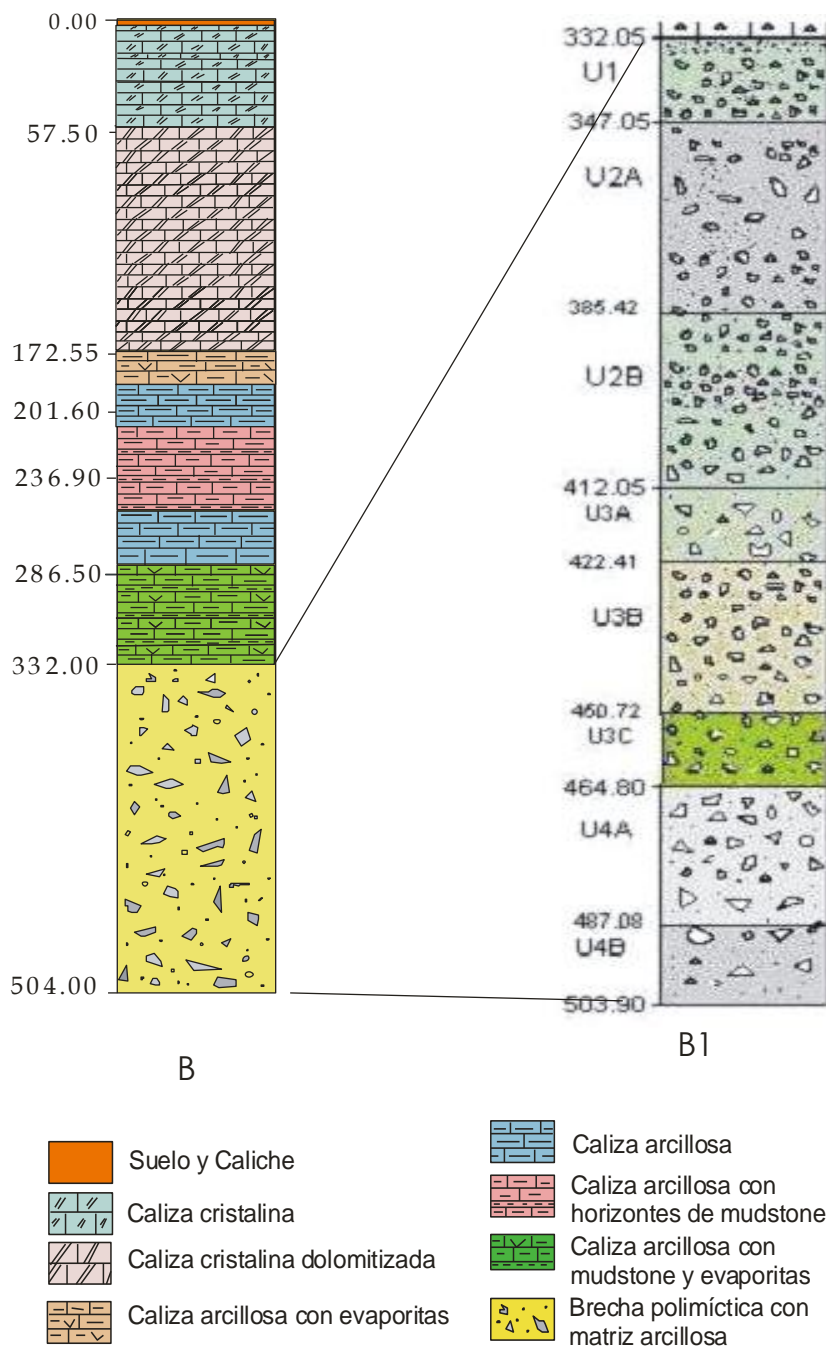 0.00
57.50
172.55
201.60
236.90
286.50
332.00
504.00
B
332.05
U1
347.05
U2A
385.42
U2B
412.05
U3A
422.41
U3B
450.72
U3C
464.80
U4A
487.08
U4B
503.90
B1
Suelo y Caliche
Caliza cristalina
Caliza cristalina dolomitizada
Caliza arcillosa con evaporitas
Caliza arcillosa
Caliza arcillosa con
horizontes de mudstone
Caliza arcillosa con
mudstone y evaporitas
Brecha polimíctica con
matriz arcillosa